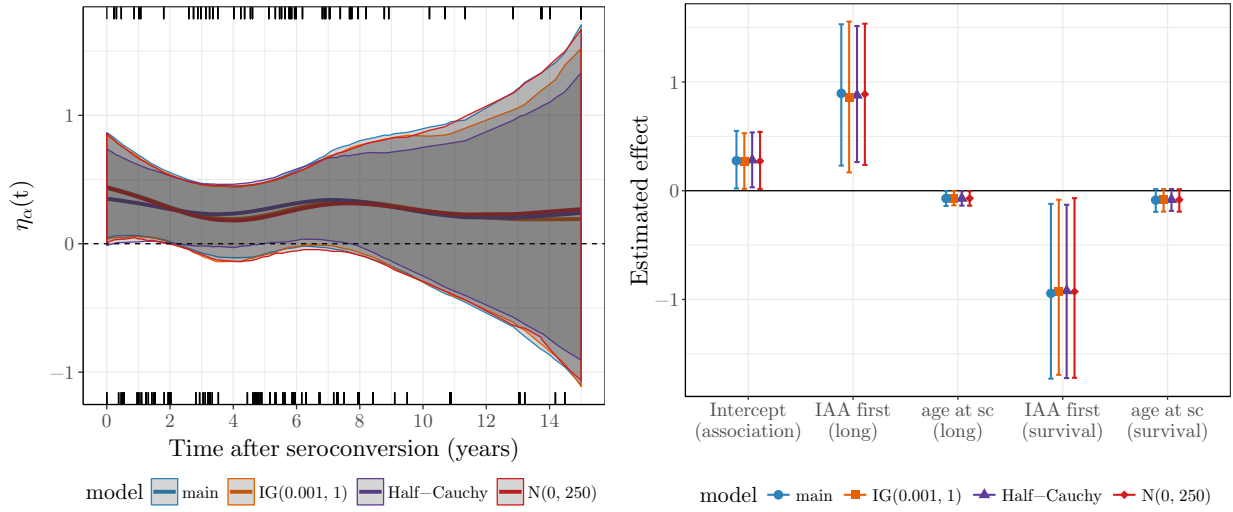 ηα(t)
1
0
−1
0 2 4 6 8 10 12 14
Time after seroconversion (years)
model main IG(0.001, 1) Half−Cauchy N(0, 250)
Estimated effect
1
0
−1
Intercept (association)
IAA first (long)
age at sc (long)
IAA first (survival)
age at sc (survival)
model main IG(0.001, 1) Half−Cauchy N(0, 250)